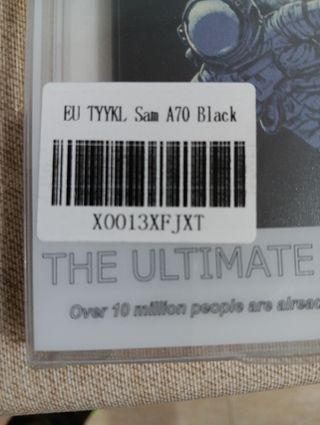 EU TYYKL Sam A70 Black
X0013XFJXT
THE ULTIMATE
Over 10 million people are alread